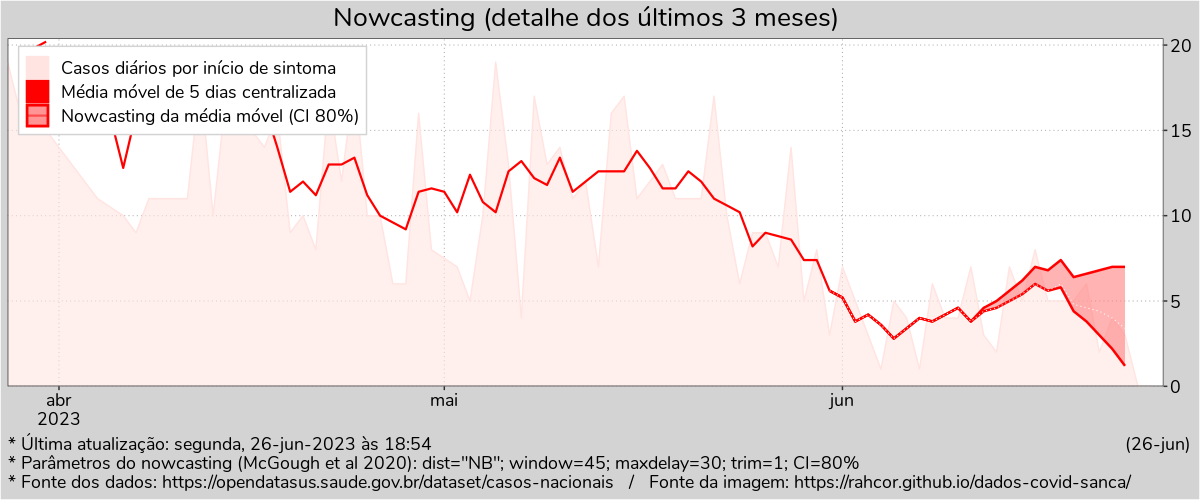 Nowcasting (detalhe dos últimos 3 meses)
Casos diários por início de sintoma
Média móvel de 5 dias centralizada
Nowcasting da média móvel (CI 80%)
20
15
10
5
0
abr
2023
mai
jun
* Última atualização: segunda, 26-jun-2023 às 18:54
(26-jun)
* Parâmetros do nowcasting (McGough et al 2020): dist="NB"; window=45; maxdelay=30; trim=1; CI=80%
* Fonte dos dados: https://opendatasus.saude.gov.br/dataset/casos-nacionais / Fonte da imagem: https://rahcor.github.io/dados-covid-sanca/